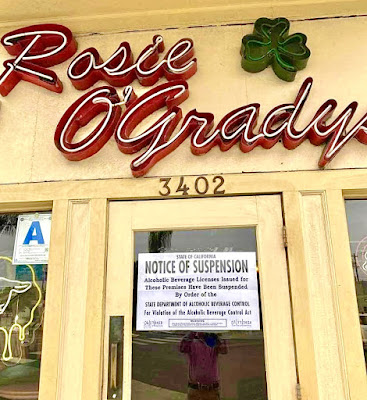 Rosie
O'Grady
3402
A
STATE OF CALIFORNIA
NOTICE OF SUSPENSION
Alcoholic Beverage Licenses Issued for
These Premises Have Been Suspended
By Order of the
STATE DEPARTMENT OF ALCOHOLIC BEVERAGE CONTROL
For Violation of the Alcoholic Beverage Control Act